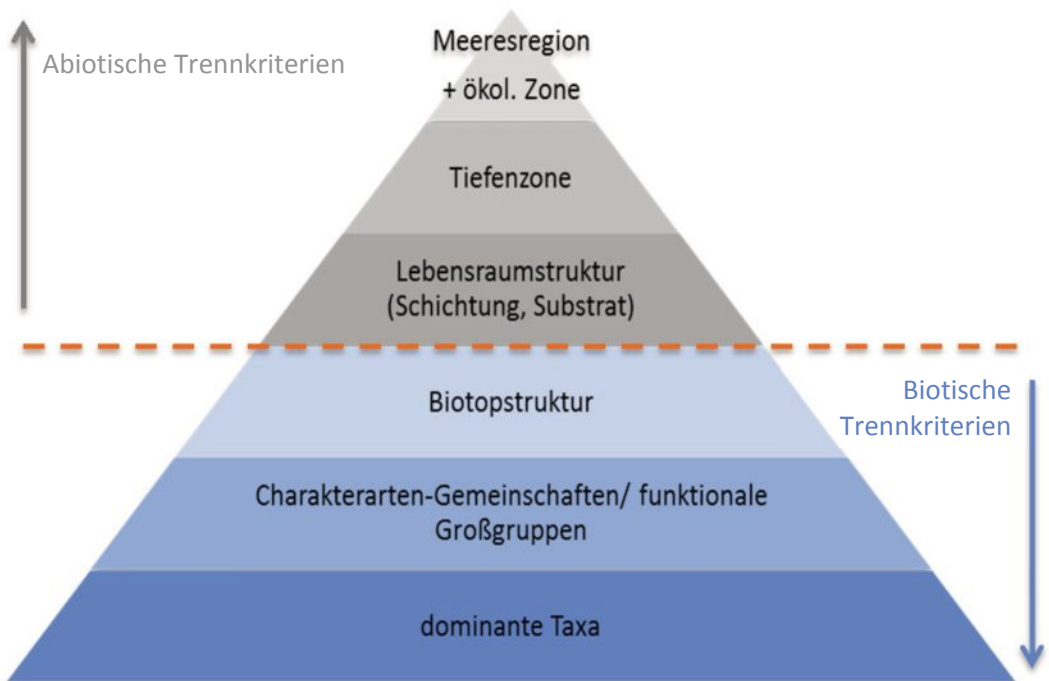 Meeresregion
+ ökol. Zone
Abiotische Trennkriterien
Tiefenzone
Lebensraumstruktur
(Schichtung, Substrat)
Biotopstruktur
Biotische
Trennkriterien
Charakterarten-Gemeinschaften/ funktionale
Großgruppen
dominante Taxa